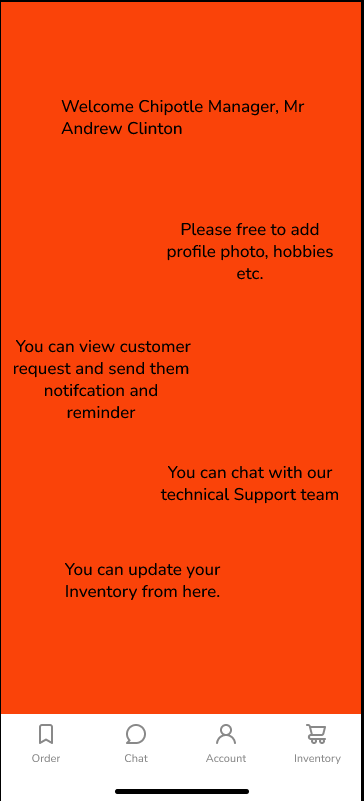 Welcome Chipotle Manager, Mr
Andrew Clinton
Please free to add
profile photo, hobbies
etc.
You can view customer
request and send them
notifcation and
reminder
You can chat with our
technical Support team
You can update your
Inventory from here.
Order
Chat
Account
Inventory